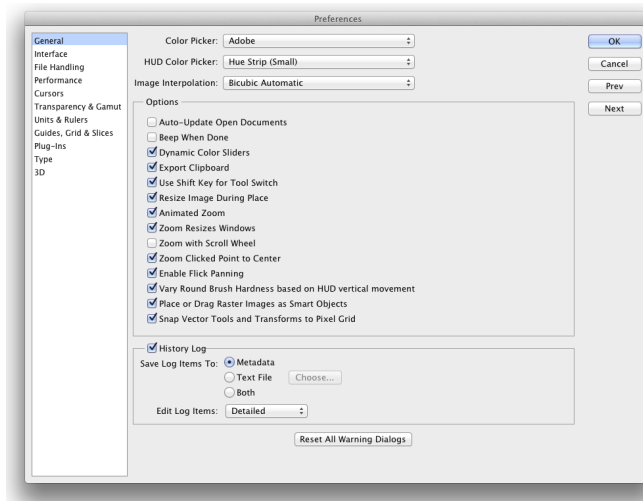 Preferences
General
Interface
File Handling
Performance
Cursors
Transparency & Gamut
Units & Rulers
Guides, Grid & Slices
Plug-Ins
Type
3D
Color Picker: Adobe
HUD Color Picker: Hue Strip (Small)
Image Interpolation: Bicubic Automatic
Options
Auto-Update Open Documents
Beep When Done
Dynamic Color Sliders
Export Clipboard
Use Shift Key for Tool Switch
Resize Image During Place
Animated Zoom
Zoom Resizes Windows
Zoom with Scroll Wheel
Zoom Clicked Point to Center
Enable Flick Panning
Vary Round Brush Hardness based on HUD vertical movement
Place or Drag Raster Images as Smart Objects
Snap Vector Tools and Transforms to Pixel Grid
History Log
Save Log Items To: Metadata
Text File Choose...
Both
Edit Log Items: Detailed
Reset All Warning Dialogs
OK
Cancel
Prev
Next